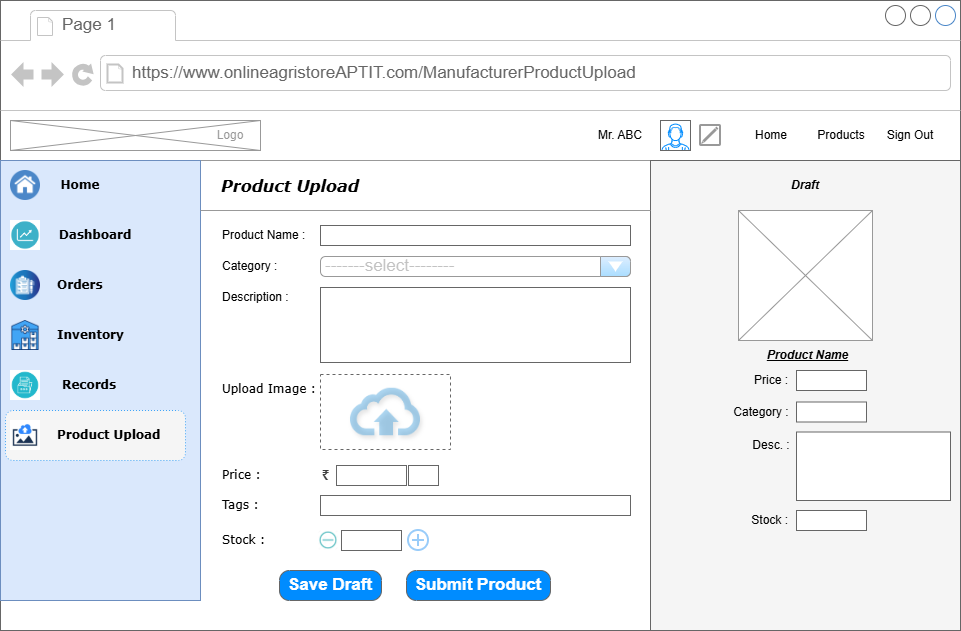 Page 1
https://www.onlineagristoreAPTIT.com/ManufacturerProductUpload
Logo
Mr. ABC
Home
Products
Sign Out
Home
Dashboard
Orders
Inventory
Records
Product Upload
Product Upload
Product Name :
Category :
-------select--------
Description :
Upload Image :
Price :
₹
Tags :
Stock :
Save Draft
Submit Product
Draft
Product Name
Price :
Category :
Desc. :
Stock :